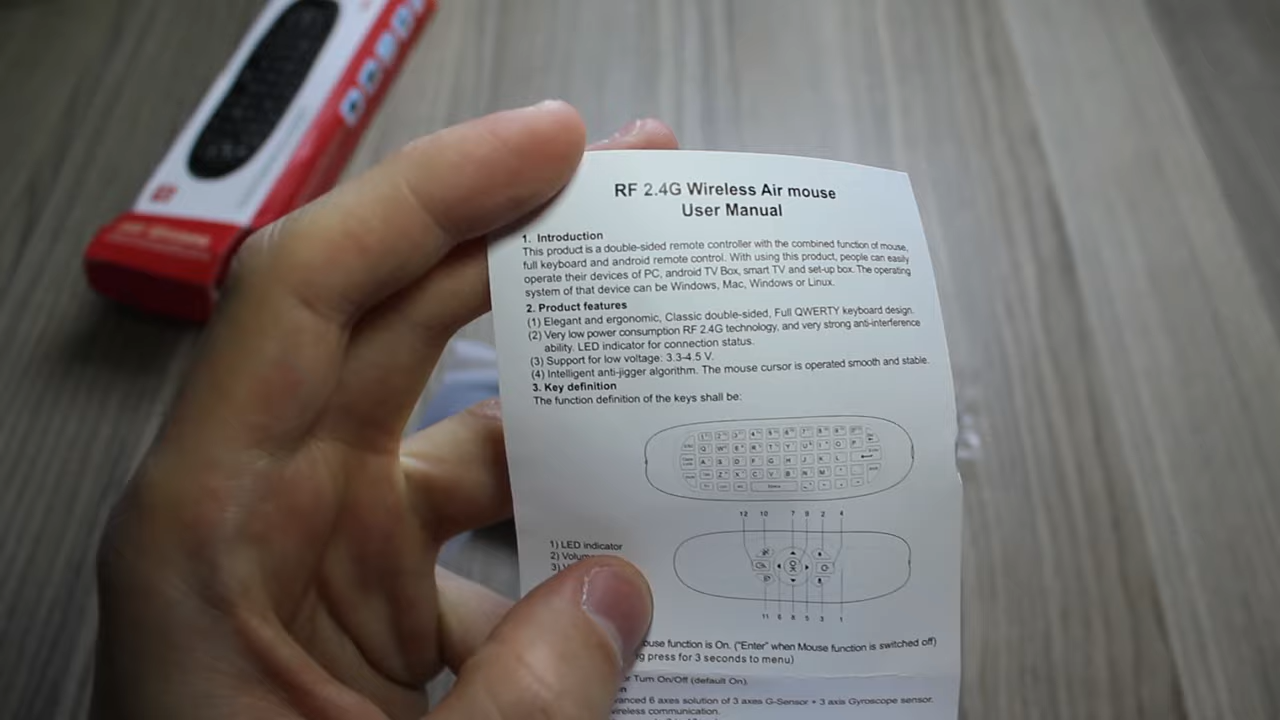 RF 2.4G Wireless Air mouse
User Manual
1. Introduction
This product is a double-sided remote controller with the combined function of mouse,
full keyboard and android remote control. With using this product, people can easily
operate their devices of PC, android TV Box, smart TV and set-up box. The operating
system of that device can be Windows, Mac, Windows or Linux.
2. Product features
(1) Elegant and ergonomic, Classic double-sided, Full QWERTY keyboard design.
(2) Very low power consumption RF 2.4G technology, and very strong anti-interference
ability. LED indicator for connection status.
(3) Support for low voltage: 3.3-4.5 V.
(4) Intelligent anti-jigger algorithm. The mouse cursor is operated smooth and stable.
3. Key definition
The function definition of the keys shall be:
Q W E R T Y U I O P
A S D F G H J K L
Z X C V B N M
12 10 7 9 2 4
OK
11 6 8 5 3 1
1) LED indicator
2)
3)
function is On. ("Enter" when Mouse function is switched off)
press for 3 seconds to menu)
Turn On/Off (default On).
6 axes solution of 3 axes G-Sensor + 3 axis Gyroscope sensor.
communication.